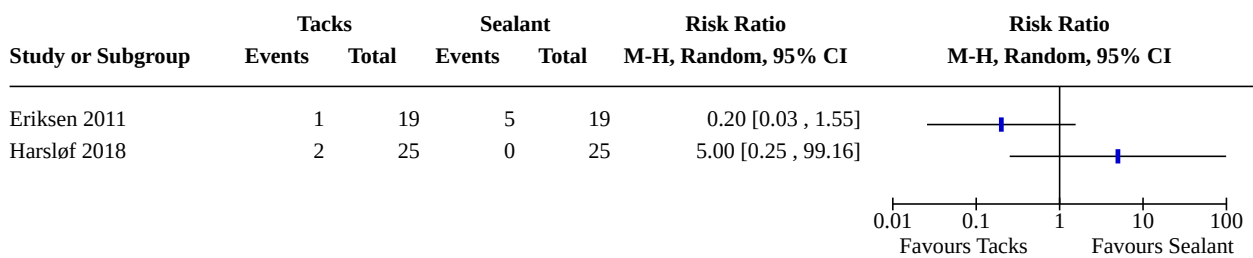 Tacks Sealant Risk Ratio Risk Ratio
Study or Subgroup Events Total Events Total M-H, Random, 95% CI M-H, Random, 95% CI
Eriksen 2011 1 19 5 19 0.20 [0.03 , 1.55]
Harsløf 2018 2 25 0 25 5.00 [0.25 , 99.16]
0.01 0.1 1 10 100
Favours Tacks Favours Sealant